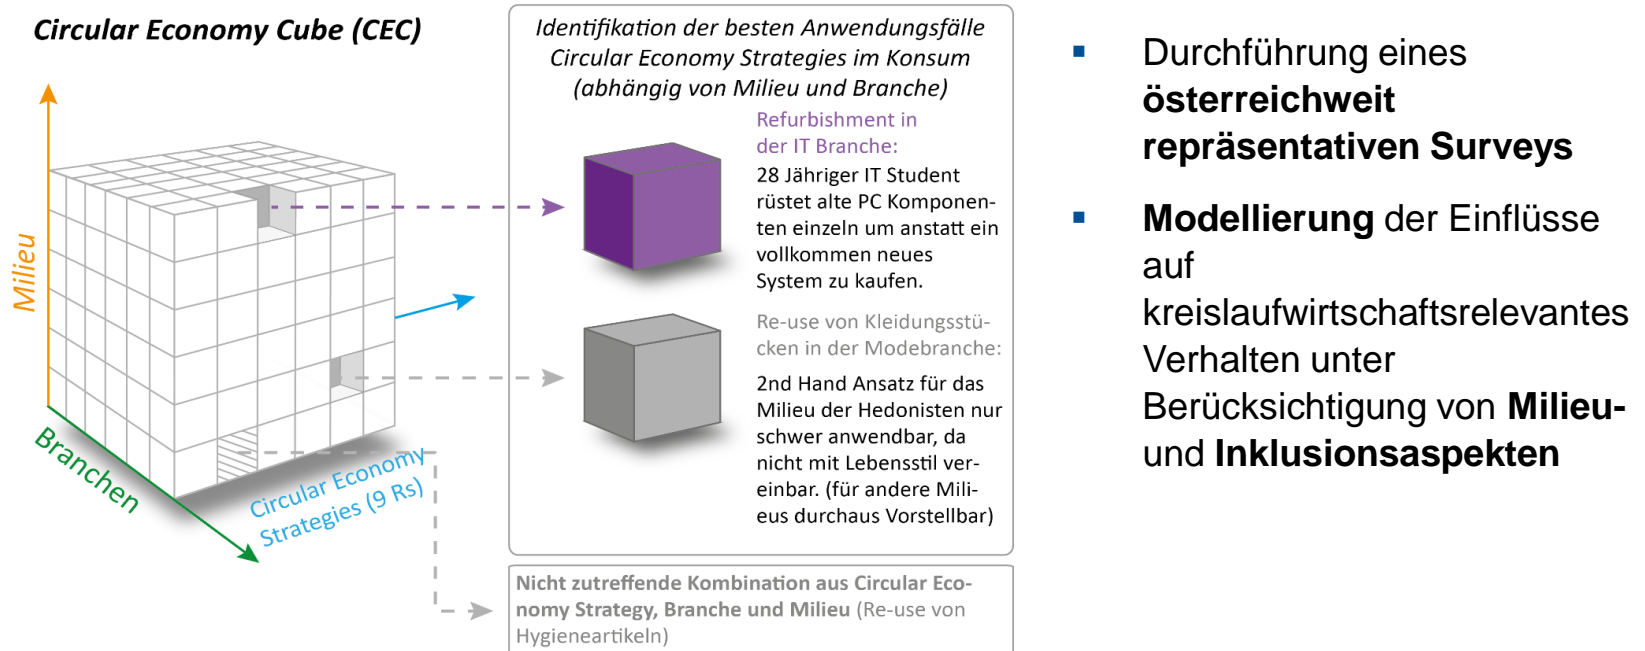 Circular Economy Cube (CEC)
Milieu
Branchen
Circular Economy
Strategies (9 Rs)
Identifikation der besten Anwendungsfälle
Circular Economy Strategies im Konsum
(abhängig von Milieu und Branche)
Refurbishment in
der IT Branche:
28 Jähriger IT Student
rüstet alte PC Komponen-
ten einzeln um anstatt ein
vollkommen neues
System zu kaufen.
Re-use von Kleidungsstü-
cken in der Modebranche:
2nd Hand Ansatz für das
Milieu der Hedonisten nur
schwer anwendbar, da
nicht mit Lebensstil ver-
einbar. (für andere Mili-
eus durchaus Vorstellbar)
Nicht zutreffende Kombination aus Circular Eco-
nomy Strategy, Branche und Milieu (Re-use von
Hygieneartikeln)
▪ Durchführung eines
österreichweit
repräsentativen Surveys
▪ Modellierung der Einflüsse
auf
kreislaufwirtschaftsrelevantes
Verhalten unter
Berücksichtigung von Milieu-
und Inklusionsaspekten